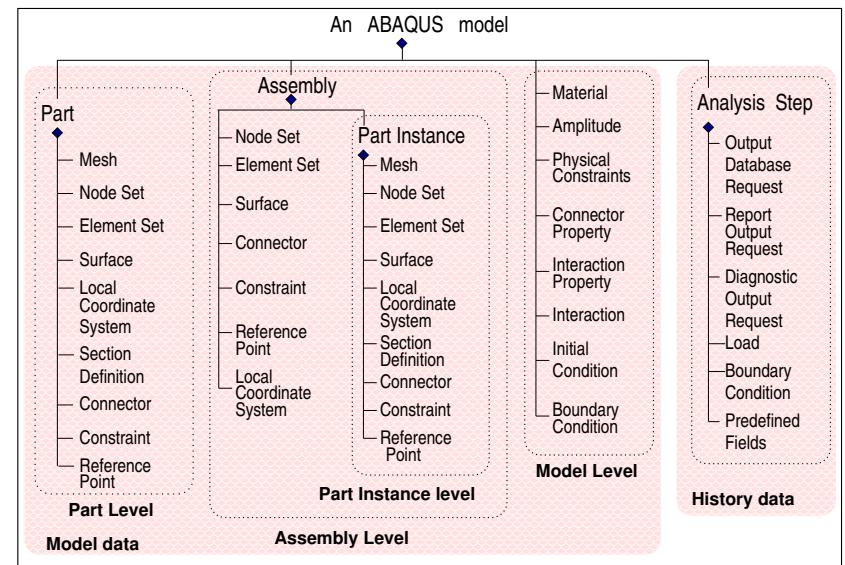 An ABAQUS model
Part
Mesh
Node Set
Element Set
Surface
Local
Coordinate
System
Section
Definition
Connector
Constraint
Reference
Point
Part Level
Model data
Assembly
Node Set
Element Set
Surface
Connector
Constraint
Reference
Point
Local
Coordinate
System
Part Instance
Mesh
Node Set
Element Set
Surface
Local
Coordinate
System
Section
Definition
Connector
Constraint
Reference
Point
Part Instance level
Assembly Level
Material
Amplitude
Physical
Constraints
Connector
Property
Interaction
Property
Interaction
Initial
Condition
Boundary
Condition
Model Level
Analysis Step
Output
Database
Request
Report
Output
Request
Diagnostic
Output
Request
Load
Boundary
Condition
Predefined
Fields
History data